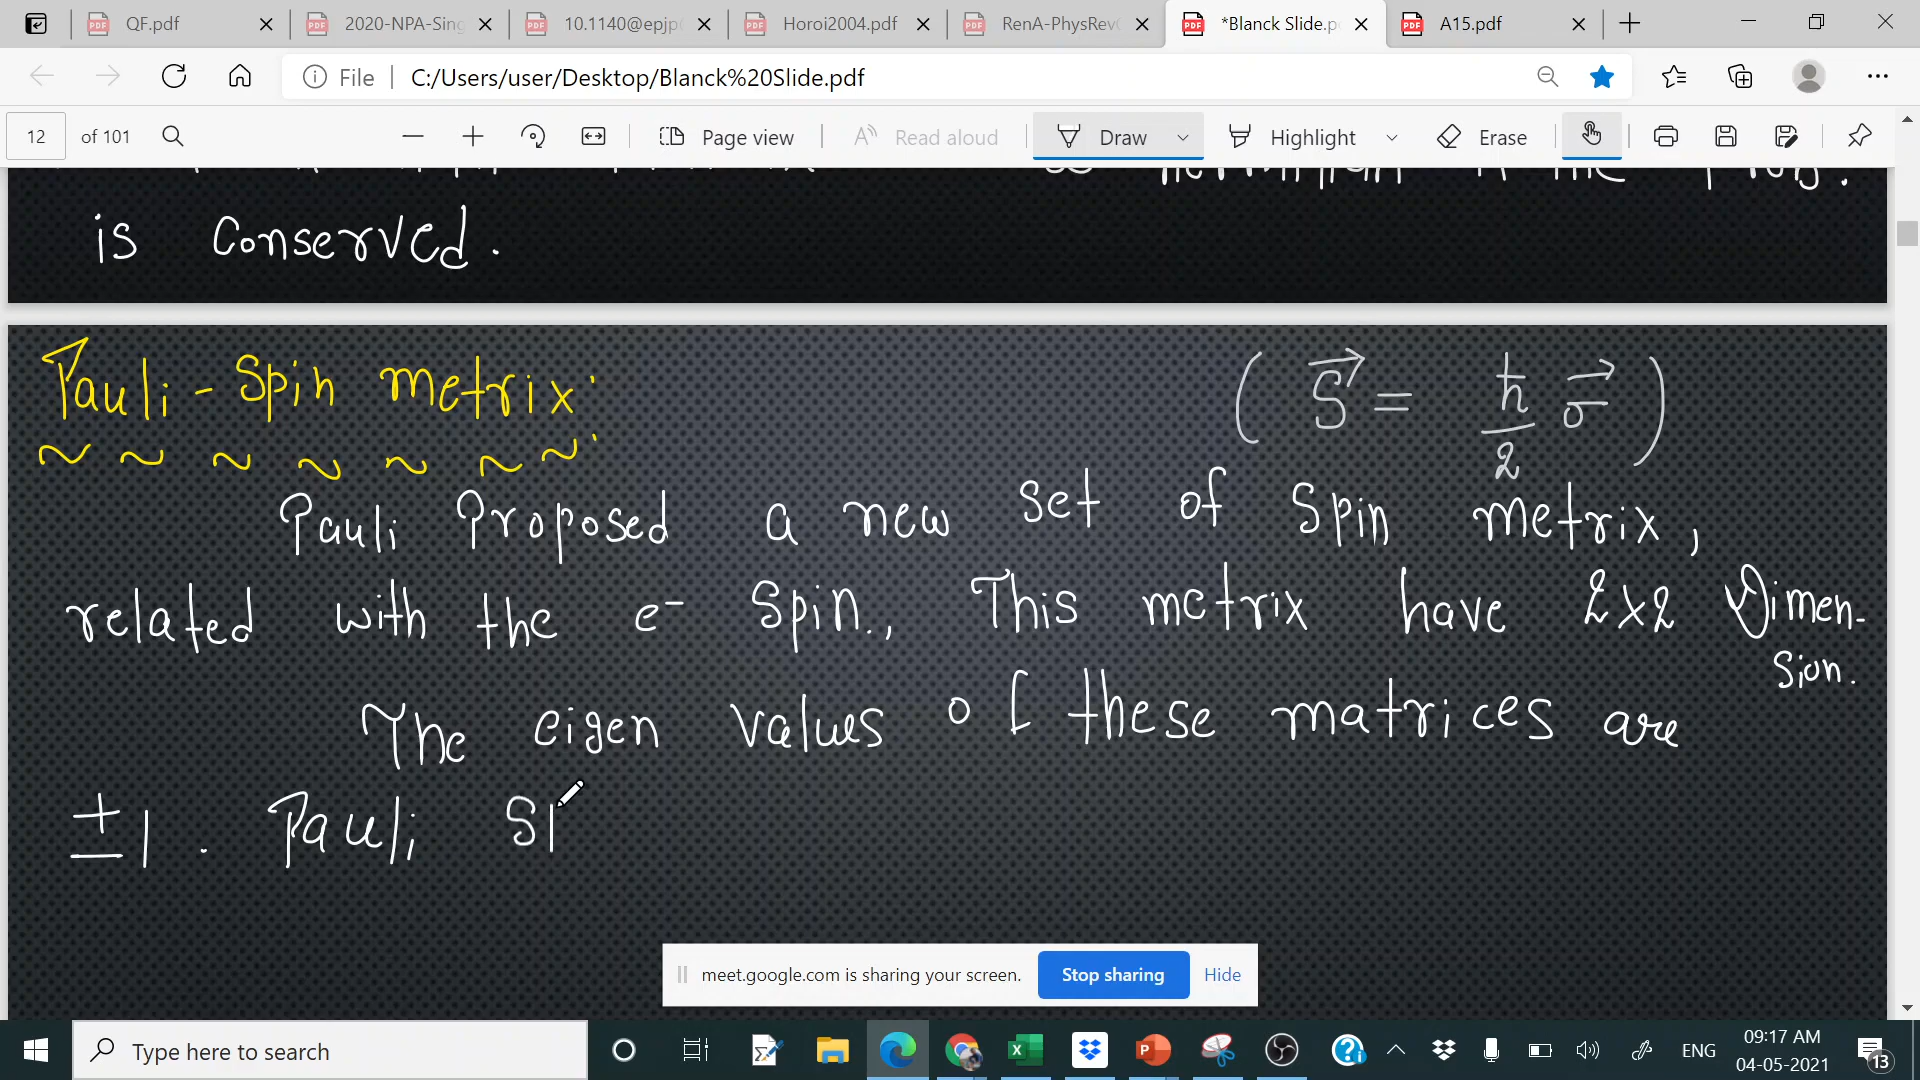 QF.pdf 2020-NPA-Sing 10.1140@epjp Horoi2004.pdf RenA-PhysRevC *Blanck Slide.p A15.pdf
File C:/Users/user/Desktop/Blanck%20Slide.pdf
12 of 101 Page view Read aloud Draw Highlight Erase
is Conserved.
Pauli - Spin metrix:
( S⃗ = ħ/2 σ⃗ )
Pauli Proposed a new set of Spin metrix,
related with the e⁻ Spin., This metrix have 2x2 Dimen-
sion.
The eigen values of these matrices are
±1. Pauli
meet.google.com is sharing your screen. Stop sharing Hide
Type here to search
ENG 09:17 AM
04-05-2021 13